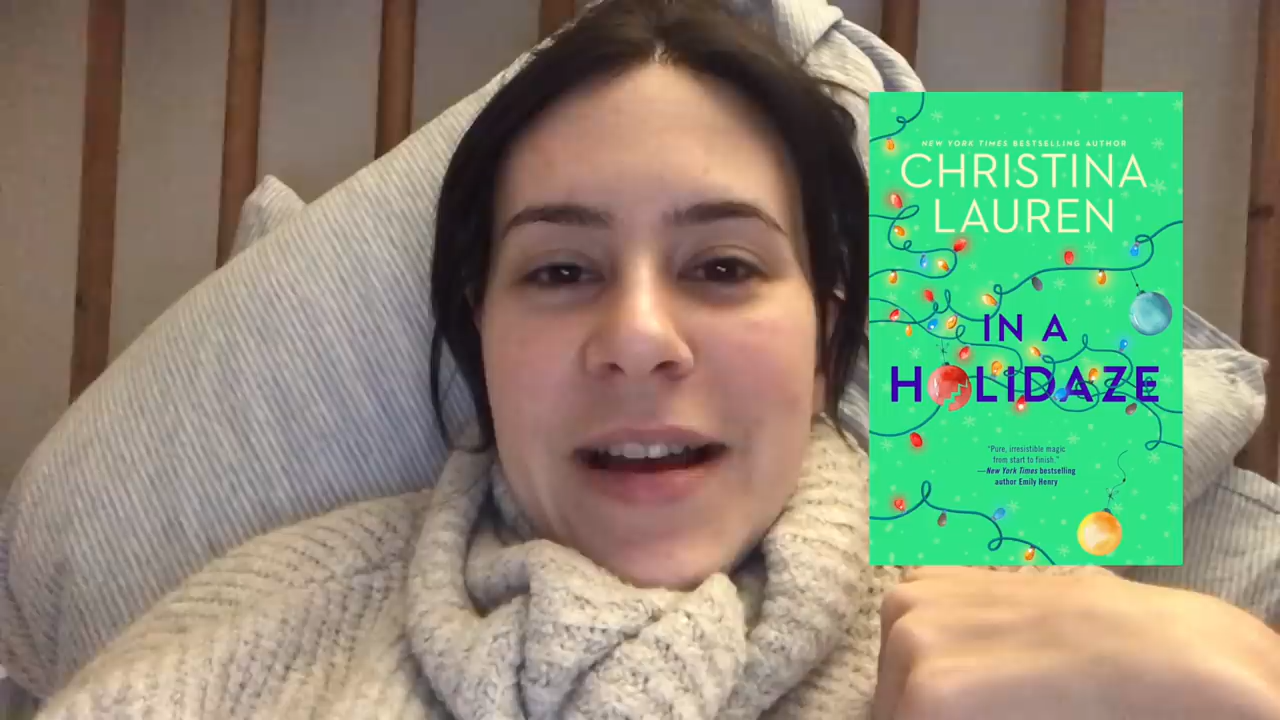 NEW YORK TIMES BESTSELLING AUTHOR
CHRISTINA
LAUREN
IN A
HOLIDAZE
"Pure, irresistible magic
from start to finish."
—New York Times bestselling
author Emily Henry